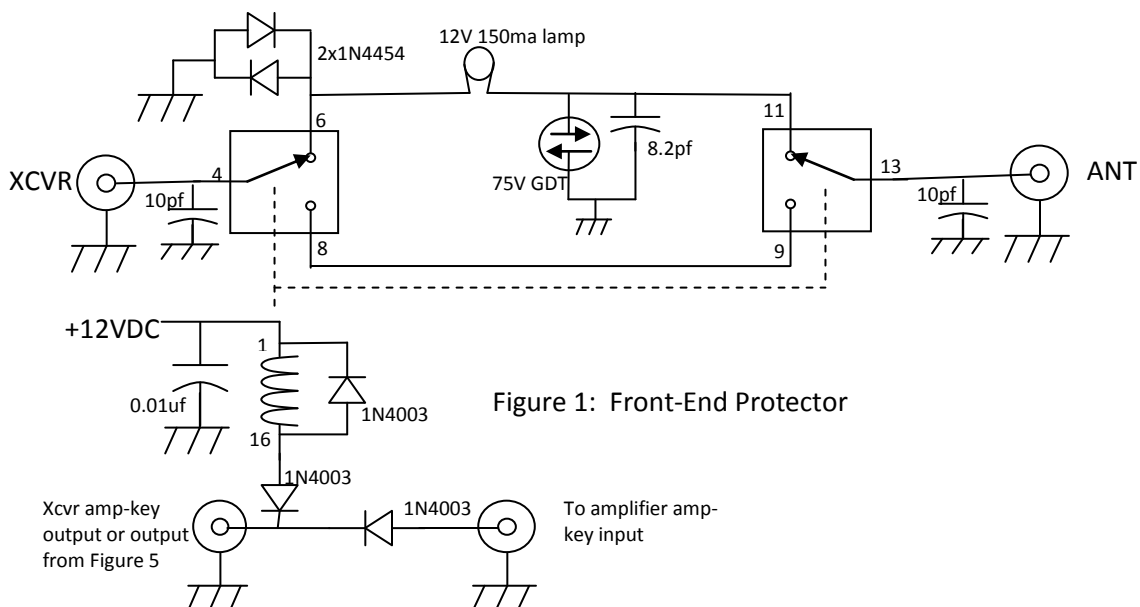 2x1N4454
12V 150ma lamp
6
11
XCVR
4
10pf
75V GDT
8.2pf
13
10pf
ANT
8
9
+12VDC
1
0.01uf
1N4003
Figure 1:  Front-End Protector
16
1N4003
1N4003
Xcvr amp-key
output or output
from Figure 5
To amplifier amp-
key input